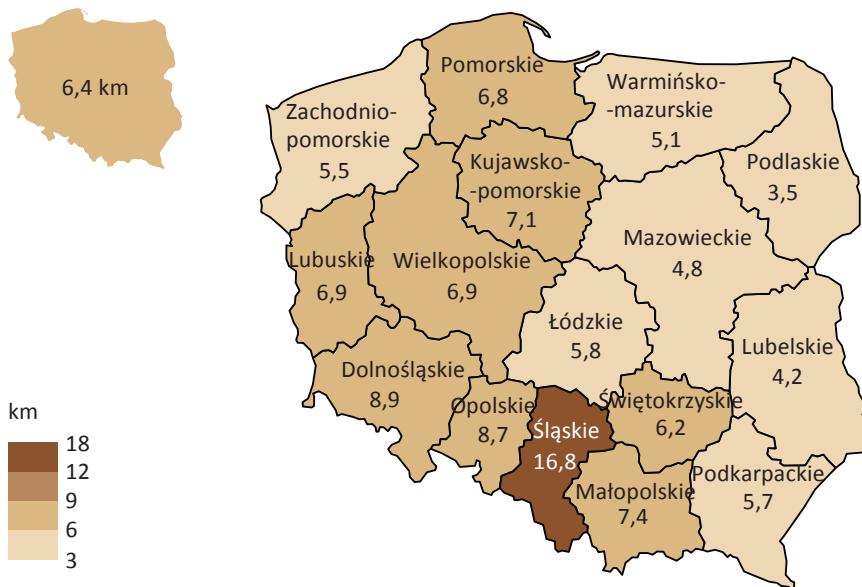 6,4 km
Pomorskie
6,8
Warmińsko-
-mazurskie
5,1
Zachodnio-
pomorskie
5,5
Kujawsko-
-pomorskie
7,1
Podlaskie
3,5
Mazowieckie
4,8
Lubuskie
6,9
Wielkopolskie
6,9
Łódzkie
5,8
Lubelskie
4,2
Dolnośląskie
8,9
Opolskie
8,7
Śląskie
16,8
Świętokrzyskie
6,2
Podkarpackie
5,7
Małopolskie
7,4
km
18
12
9
6
3